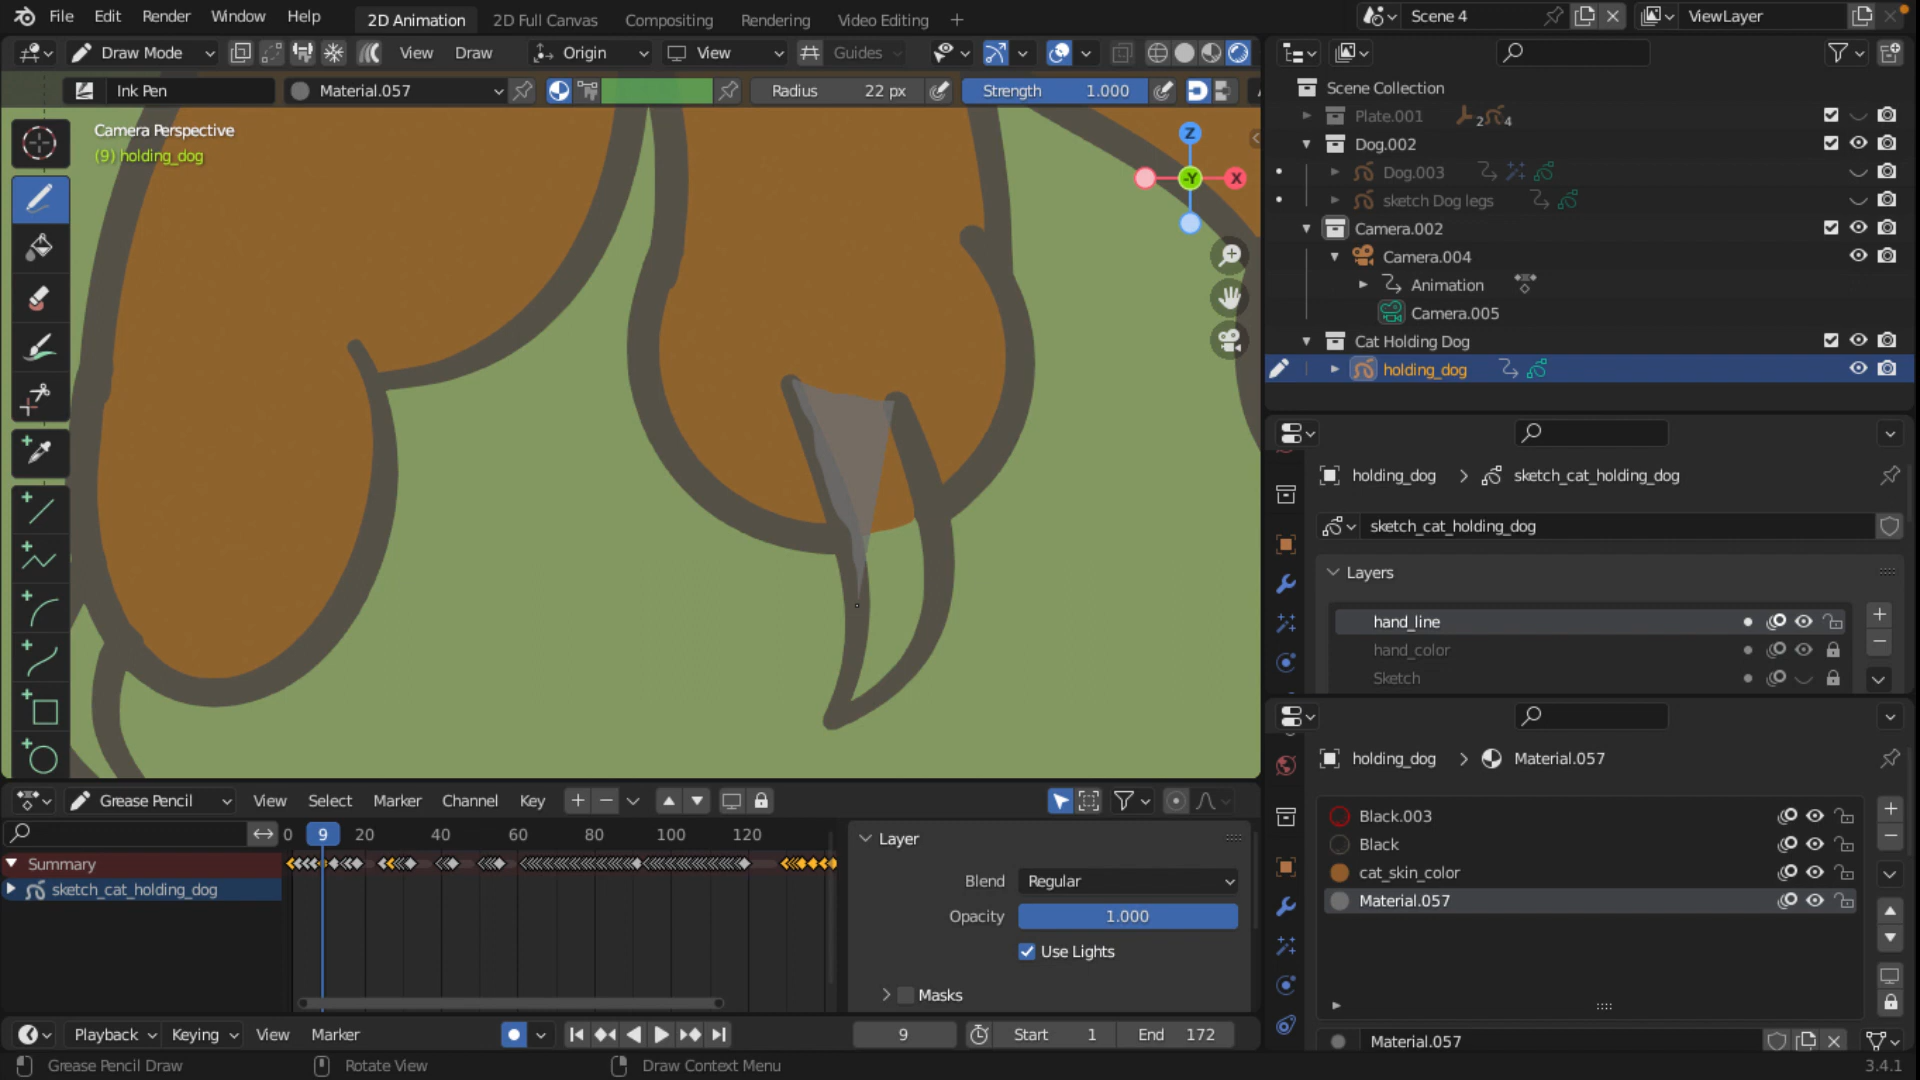 File Edit Render Window Help 2D Animation 2D Full Canvas Compositing Rendering Video Editing + Scene 4 ViewLayer
Draw Mode View Draw Origin View Guides
Ink Pen Material.057 Radius 22 px Strength 1.000
Camera Perspective
(9) holding_dog
Z
-Y X
Scene Collection
Plate.001 2 4
Dog.002
Dog.003
sketch Dog legs
Camera.002
Camera.004
Animation
Camera.005
Cat Holding Dog
holding_dog
holding_dog > sketch_cat_holding_dog
sketch_cat_holding_dog
Layers
hand_line
hand_color
Sketch
holding_dog > Material.057
Black.003
Black
cat_skin_color
Material.057
Material.057
Grease Pencil View Select Marker Channel Key
0 9 20 40 60 80 100 120
Summary
sketch_cat_holding_dog
Layer
Blend Regular
Opacity 1.000
Use Lights
Masks
Playback Keying View Marker 9 Start 1 End 172
Grease Pencil Draw Rotate View Draw Context Menu 3.4.1